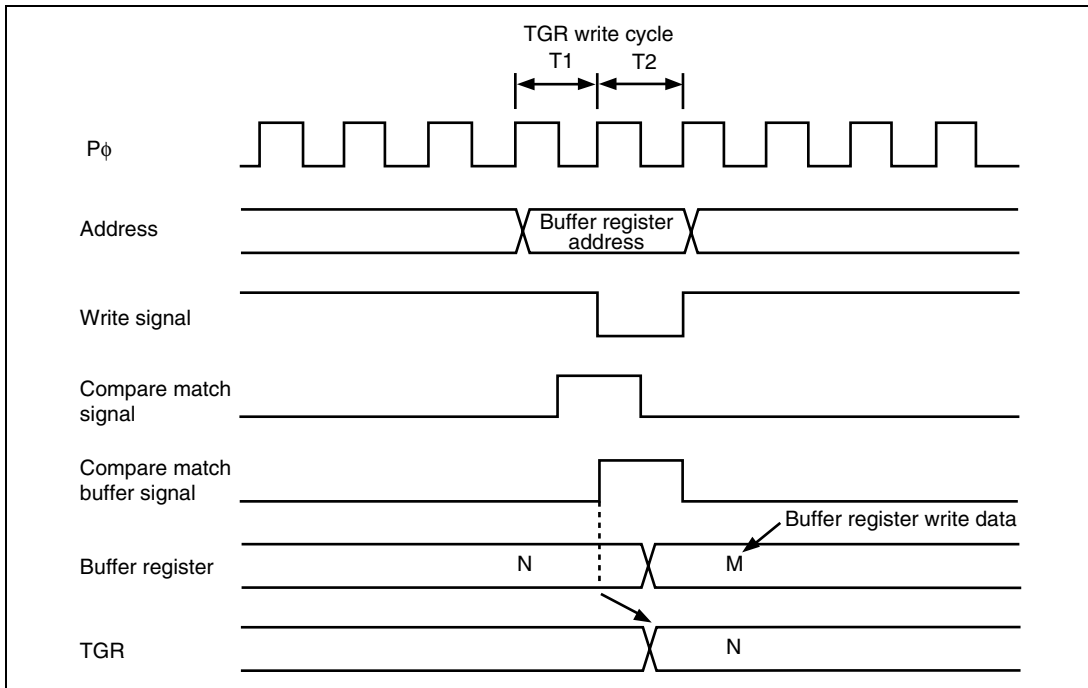 TGR write cycle
T1 T2
Pϕ
Address
Buffer register
address
Write signal
Compare match
signal
Compare match
buffer signal
Buffer register write data
Buffer register
N M
TGR
N